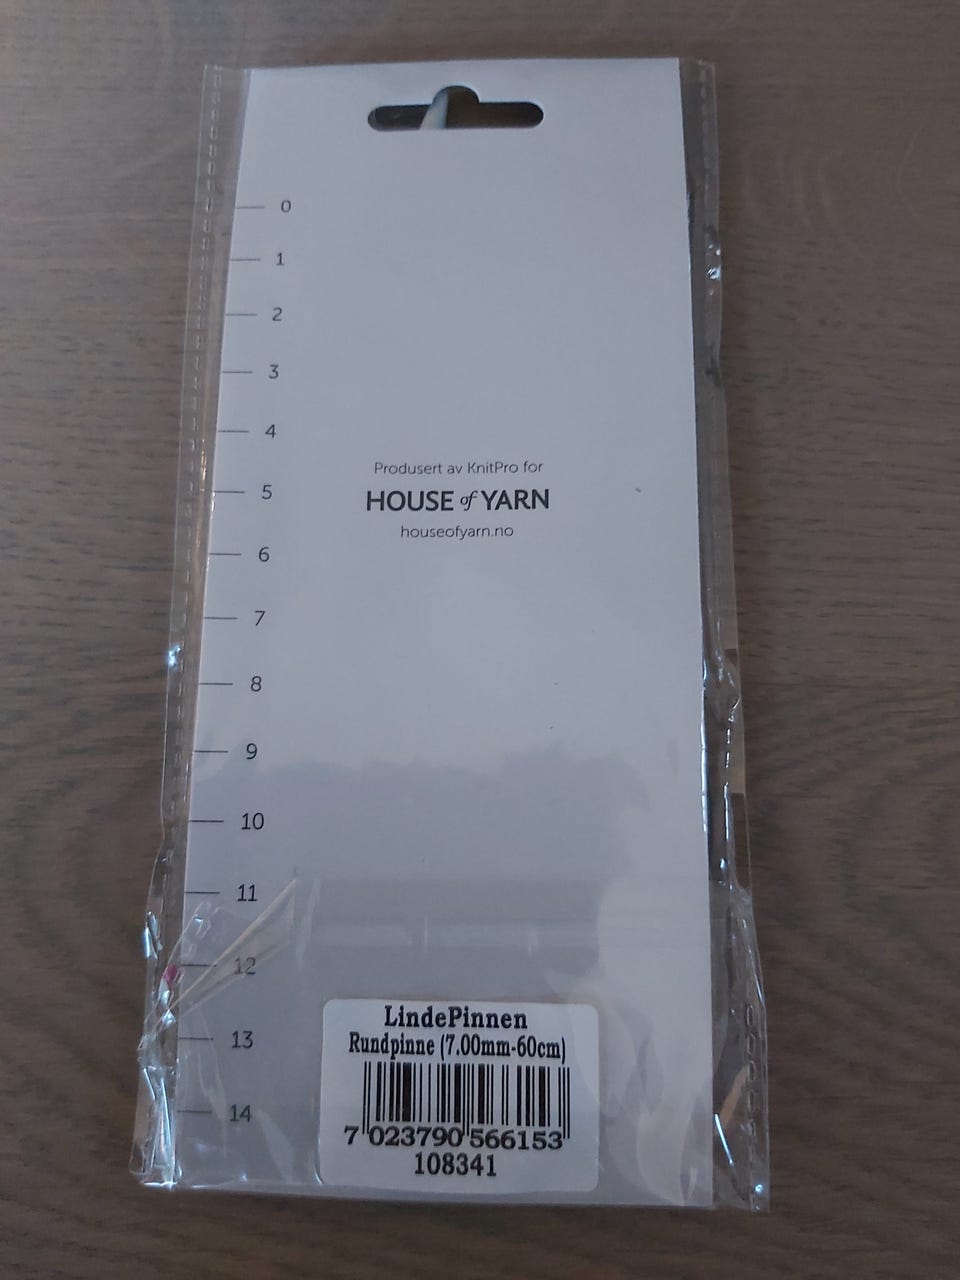 0
1
2
3
4
Produsert av KnitPro for
5
HOUSE of YARN
houseofyarn.no
6
7
8
9
10
11
12
13
14
LindePinnen
Rundpinne (7.00mm-60cm)
7 023790 566153
108341